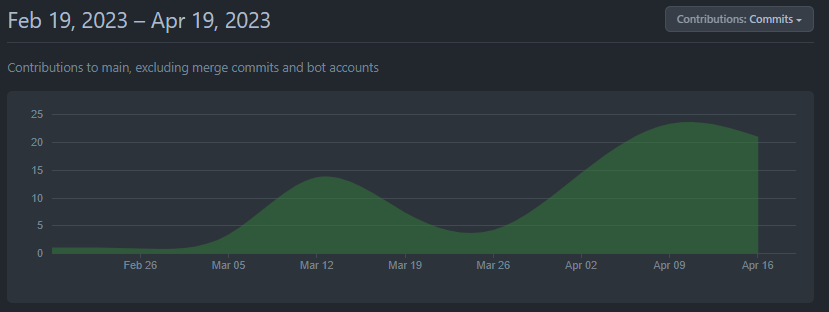 Feb 19, 2023 – Apr 19, 2023
Contributions: Commits
Contributions to main, excluding merge commits and bot accounts
25
20
15
10
5
0
Feb 26 Mar 05 Mar 12 Mar 19 Mar 26 Apr 02 Apr 09 Apr 16